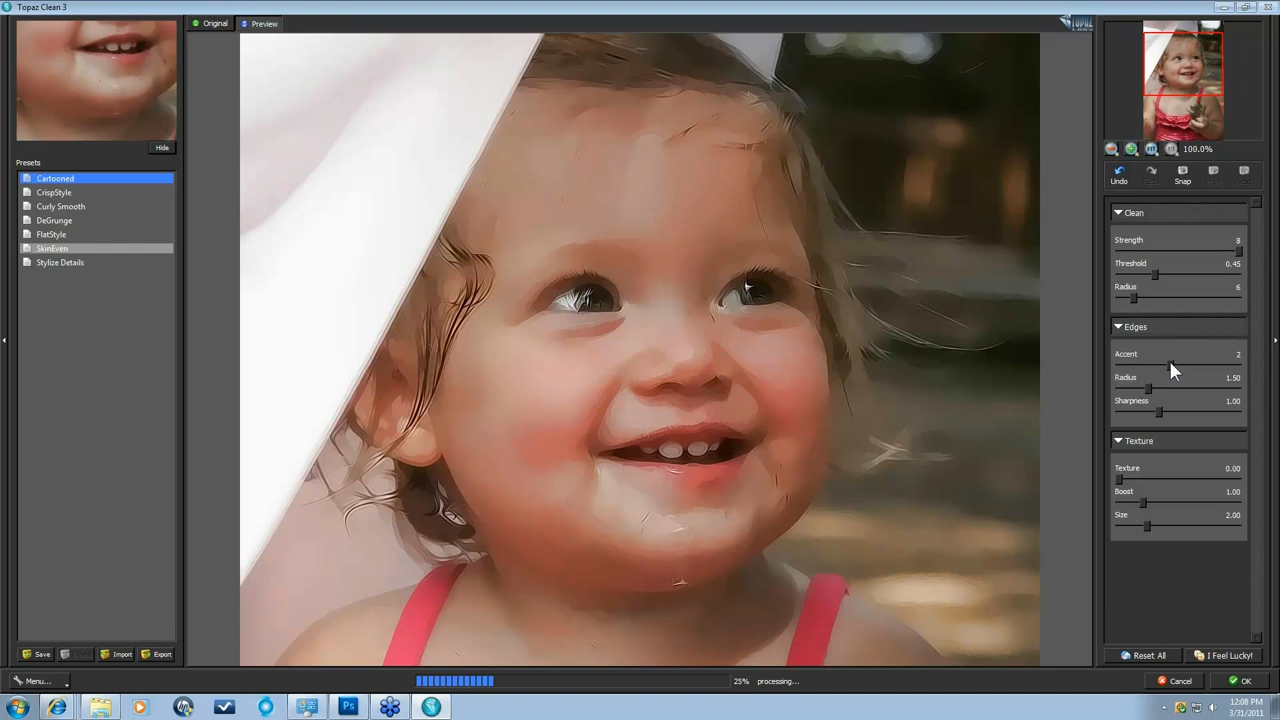 Topaz Clean 3
Original
Preview
TOPAZ LABS
Hide
Presets
Cartooned
CrispStyle
Curly Smooth
DeGrunge
FlatStyle
SkinEven
Stylize Details
Save
Import
Export
Menu...
25% processing...
100.0%
Undo
Snap
Clean
Strength 8
Threshold 0.45
Radius 6
Edges
Accent 2
Radius 1.50
Sharpness 1.00
Texture
Texture 0.00
Boost 1.00
Size 2.00
Reset All
I Feel Lucky!
Cancel
OK
Ps
12:08 PM
3/31/2011